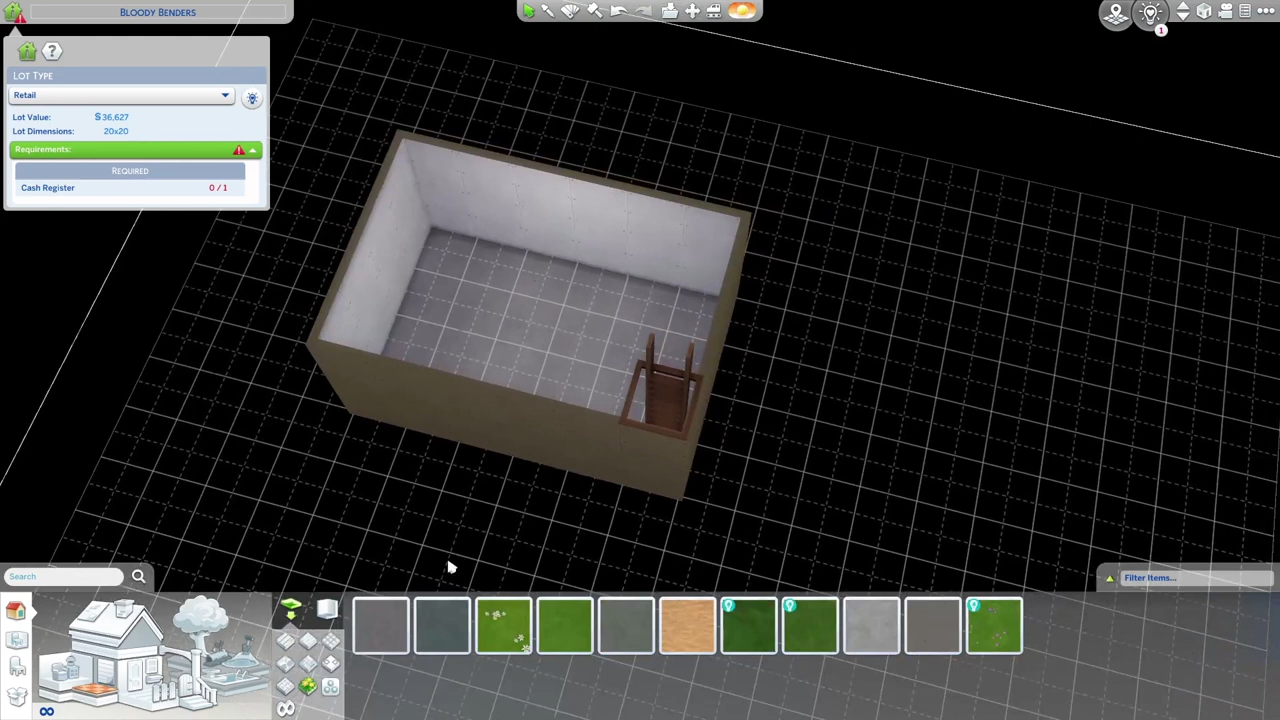 BLOODY BENDERS
1
LOT TYPE
Retail
Lot Value: $36,627
Lot Dimensions: 20x20
Requirements:
REQUIRED
Cash Register 0 / 1
Search
Filter Items...